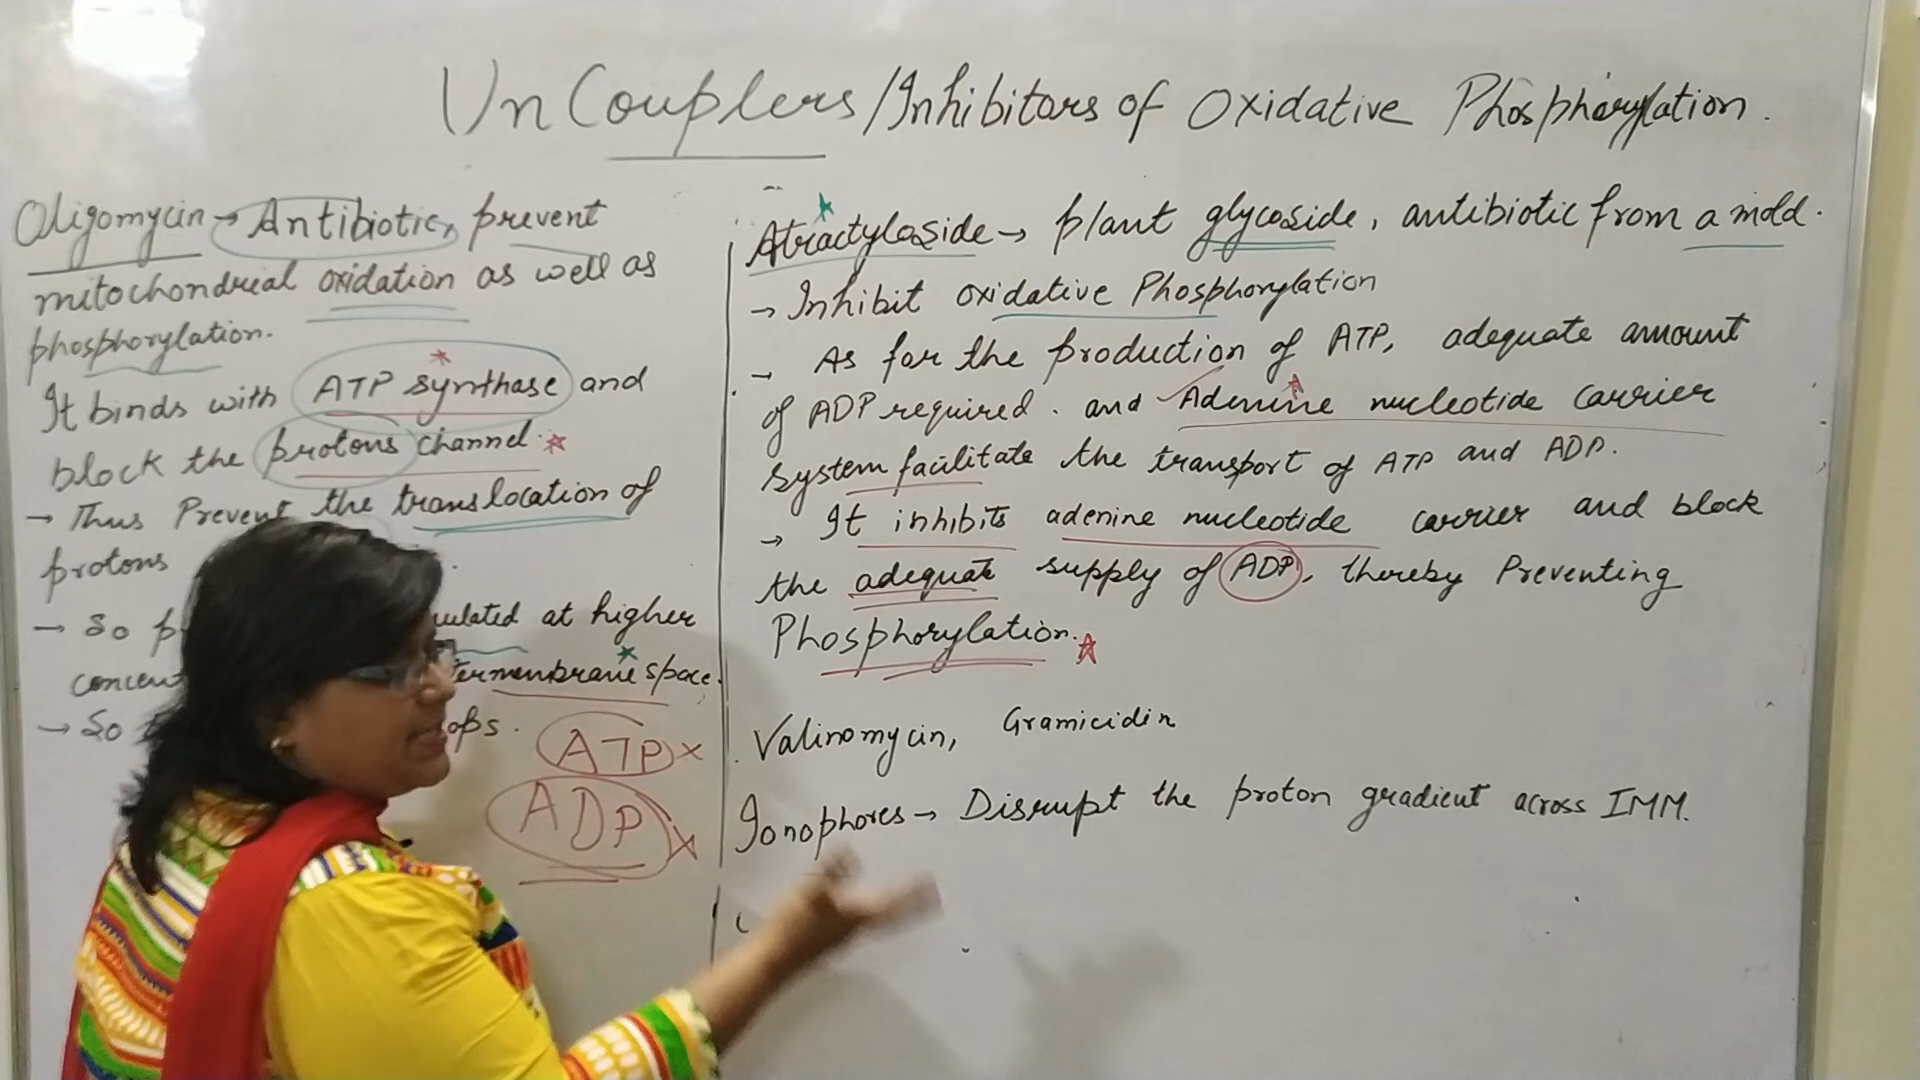 UnCouplers/Inhibitors of Oxidative Phosphorylation.
Oligomycin → Antibiotic, prevent
mitochondrial oxidation as well as
phosphorylation.
It binds with ATP synthase and
block the protons channel.
→ Thus Prevent the translocation of
protons
→ So ulated at higher
termembrane space.
→ So ops.
ATP ×
ADP ×
Atractyloside → plant glycoside, antibiotic from a mold.
→ Inhibit oxidative Phosphorylation
→ As for the production of ATP, adequate amount
of ADP required. and Adenine nucleotide carrier
system facilitate the transport of ATP and ADP.
→ It inhibits adenine nucleotide carrier and block
the adequate supply of ADP, thereby Preventing
Phosphorylation.
Valinomycin, Gramicidin
Ionophores → Disrupt the proton gradient across IMM.